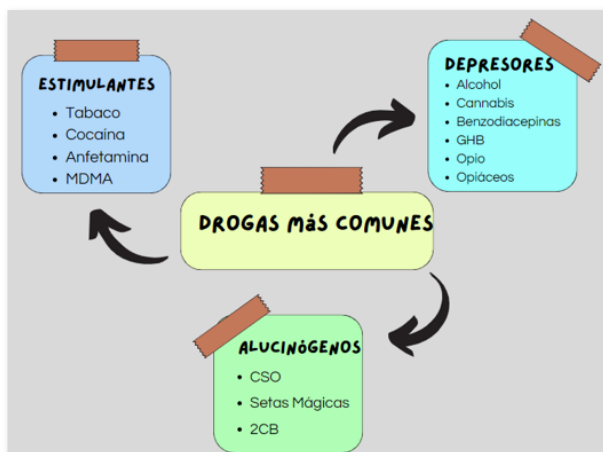 ESTIMULANTES
• Tabaco
• Cocaína
• Anfetamina
• MDMA
DEPRESORES
• Alcohol
• Cannabis
• Benzodiacepinas
• GHB
• Opio
• Opiáceos
DROGAS MáS COMUNES
ALUCINóGENOS
• CSO
• Setas Mágicas
• 2CB